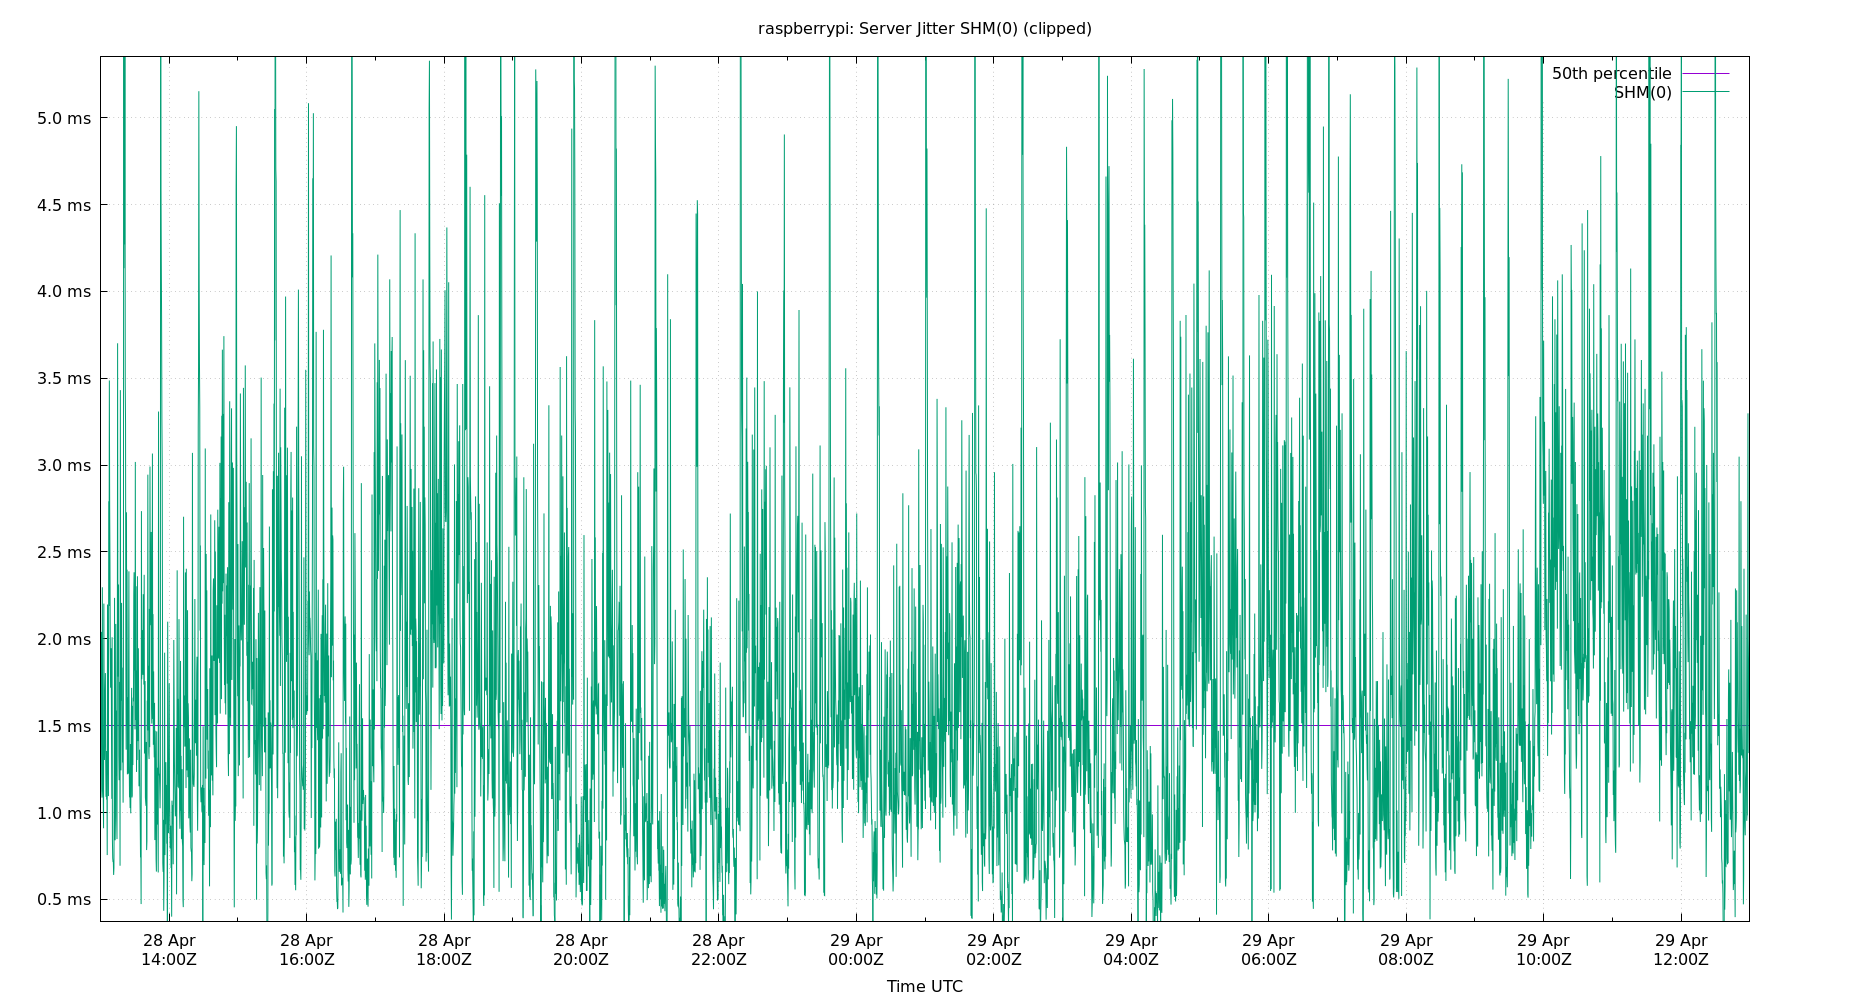 raspberrypi: Server Jitter SHM(0) (clipped)
50th percentile
SHM(0)
5.0 ms
4.5 ms
4.0 ms
3.5 ms
3.0 ms
2.5 ms
2.0 ms
1.5 ms
1.0 ms
0.5 ms
28 Apr 28 Apr 28 Apr 28 Apr 28 Apr 29 Apr 29 Apr 29 Apr 29 Apr 29 Apr 29 Apr 29 Apr
14:00Z 16:00Z 18:00Z 20:00Z 22:00Z 00:00Z 02:00Z 04:00Z 06:00Z 08:00Z 10:00Z 12:00Z
Time UTC